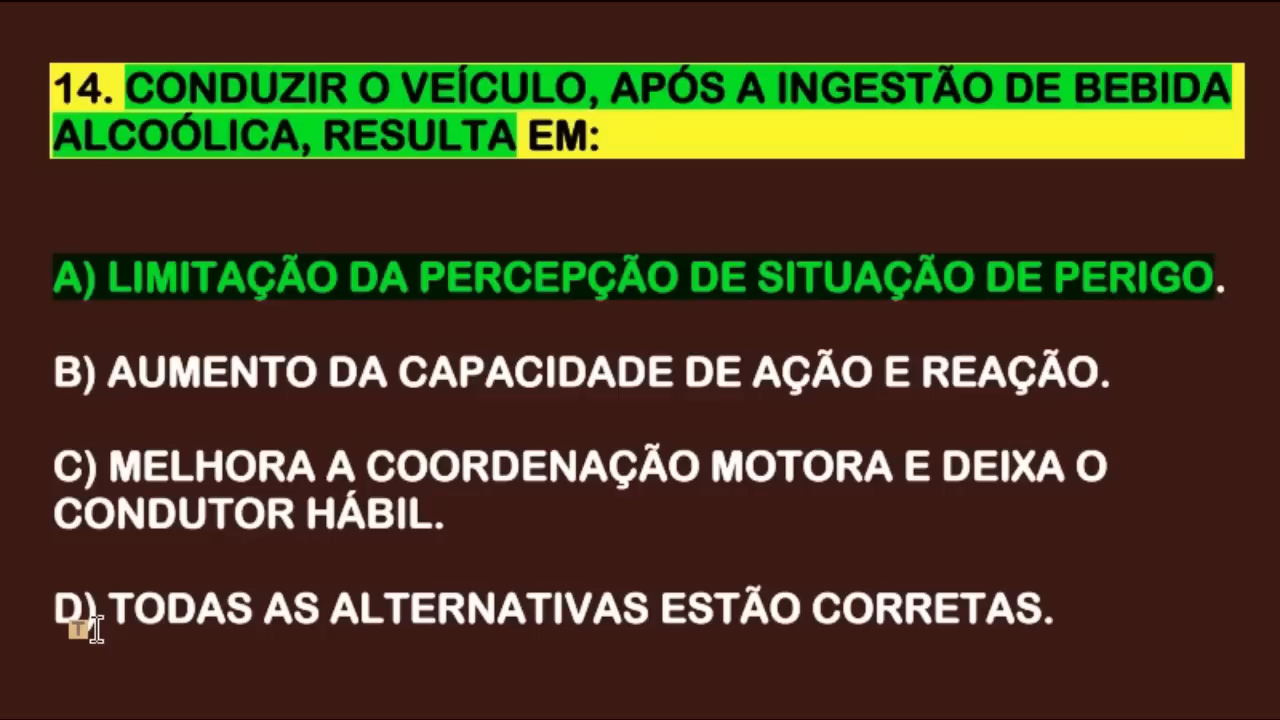 14. CONDUZIR O VEÍCULO, APÓS A INGESTÃO DE BEBIDA
ALCOÓLICA, RESULTA EM:
A) LIMITAÇÃO DA PERCEPÇÃO DE SITUAÇÃO DE PERIGO.
B) AUMENTO DA CAPACIDADE DE AÇÃO E REAÇÃO.
C) MELHORA A COORDENAÇÃO MOTORA E DEIXA O
CONDUTOR HÁBIL.
D) TODAS AS ALTERNATIVAS ESTÃO CORRETAS.
T